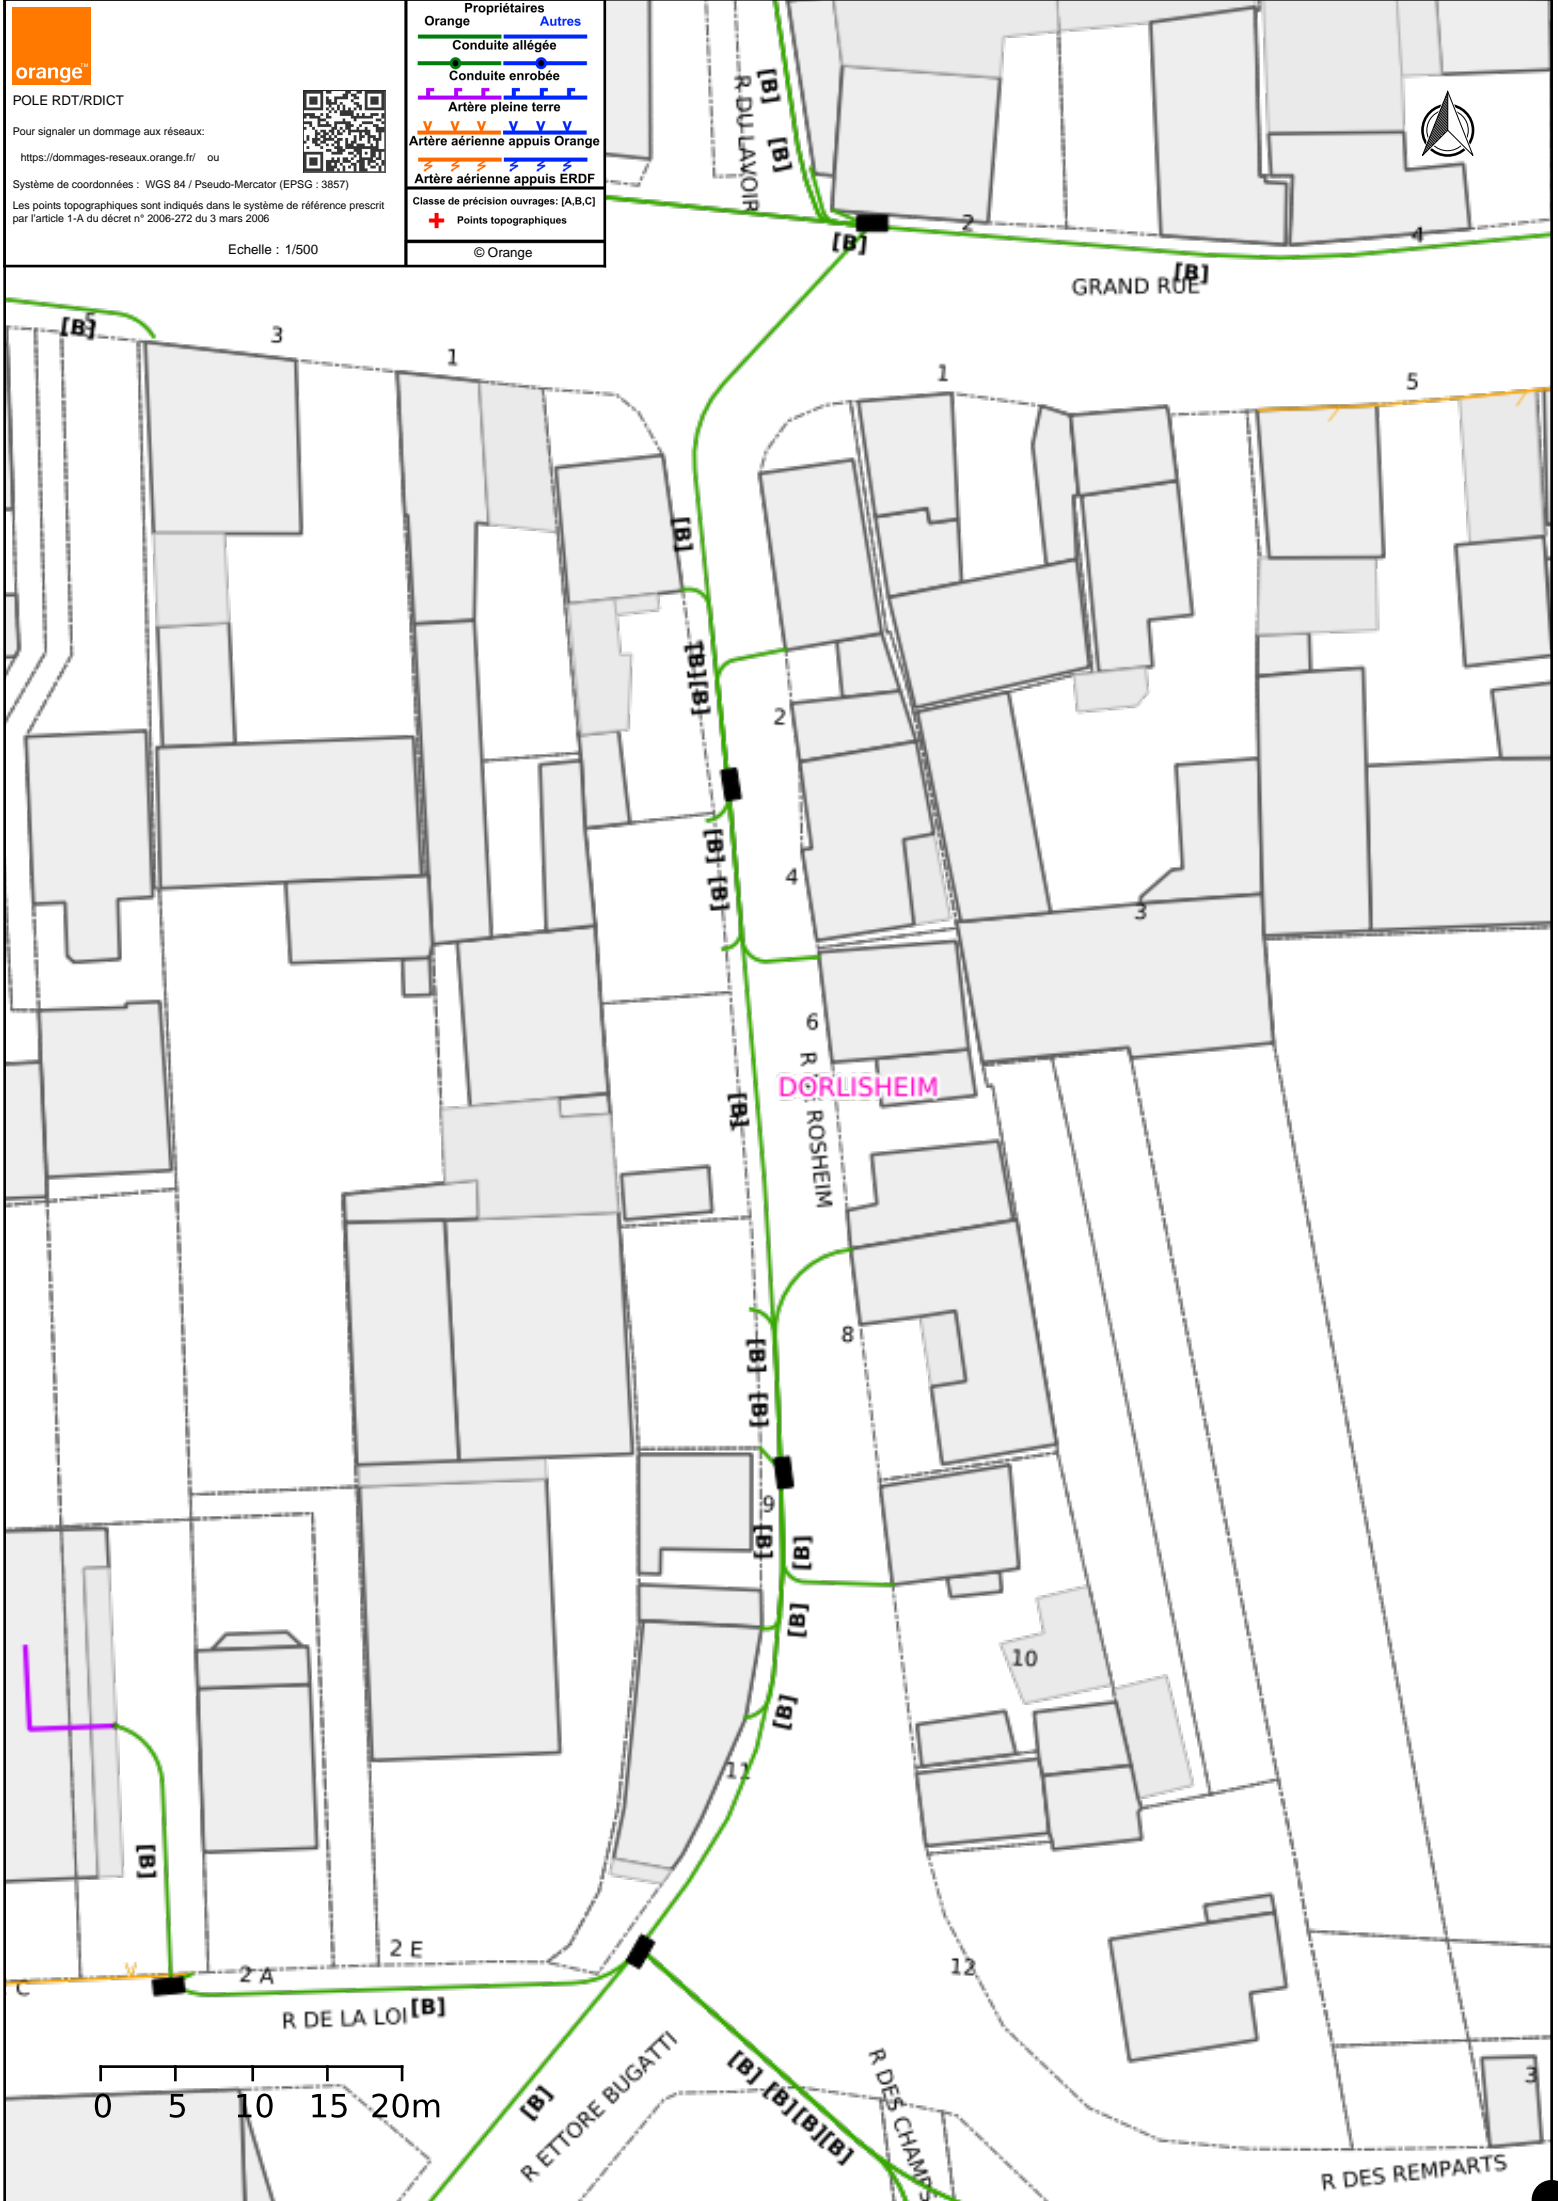 orange™
POLE RDT/RDICT
Pour signaler un dommage aux réseaux:
https://dommages-reseaux.orange.fr/ ou
Système de coordonnées : WGS 84 / Pseudo-Mercator (EPSG : 3857)
Les points topographiques sont indiqués dans le système de référence prescrit
par l'article 1-A du décret n° 2006-272 du 3 mars 2006
Echelle : 1/500
Propriétaires
Orange Autres
Conduite allégée
Conduite enrobée
Artère pleine terre
Artère aérienne appuis Orange
Artère aérienne appuis ERDF
Classe de précision ouvrages: [A,B,C]
Points topographiques
© Orange
[B]
R DU LAVOIR
[B]
2
4
[B]
[B]
GRAND RUE
[B]
5
3
1
1
5
[B]
[B][B]
2
[B]
4
[B]
3
6
R DE ROSHEIM
DORLISHEIM
[B]
8
[B]
[B]
9
[B]
[B]
[B]
10
[B]
11
[B]
2 E
2 A
12
C
R DE LA LOI
[B]
[B]
R ETTORE BUGATTI
[B]
[B][B][B]
R DES CHAMPS
3
R DES REMPARTS
0 5 10 15 20m